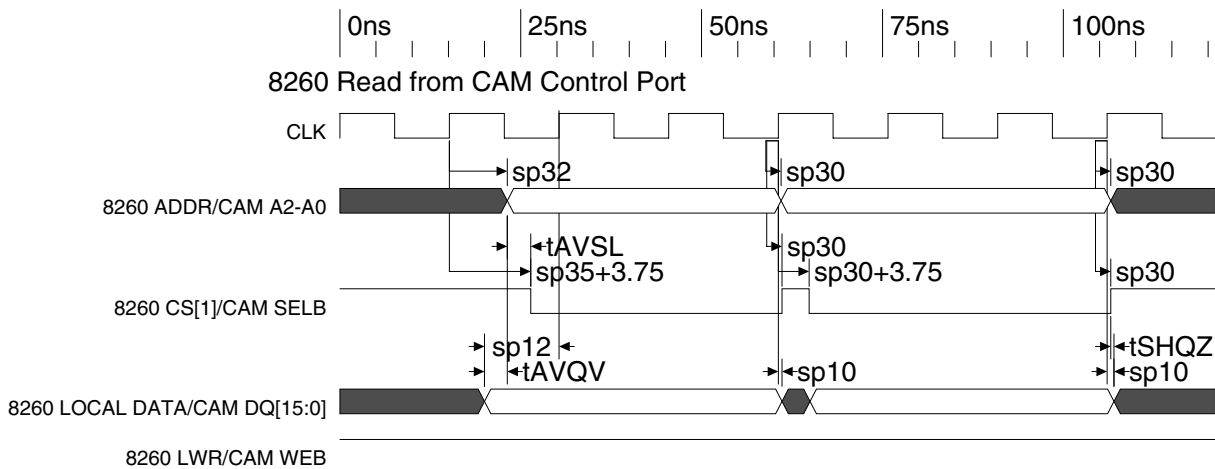 0ns 25ns 50ns 75ns 100ns
8260 Read from CAM Control Port
CLK
sp32 sp30 sp30
8260 ADDR/CAM A2-A0
tAVSL sp30
sp35+3.75 sp30+3.75 sp30
8260 CS[1]/CAM SELB
sp12 tSHQZ
tAVQV sp10 sp10
8260 LOCAL DATA/CAM DQ[15:0]
8260 LWR/CAM WEB